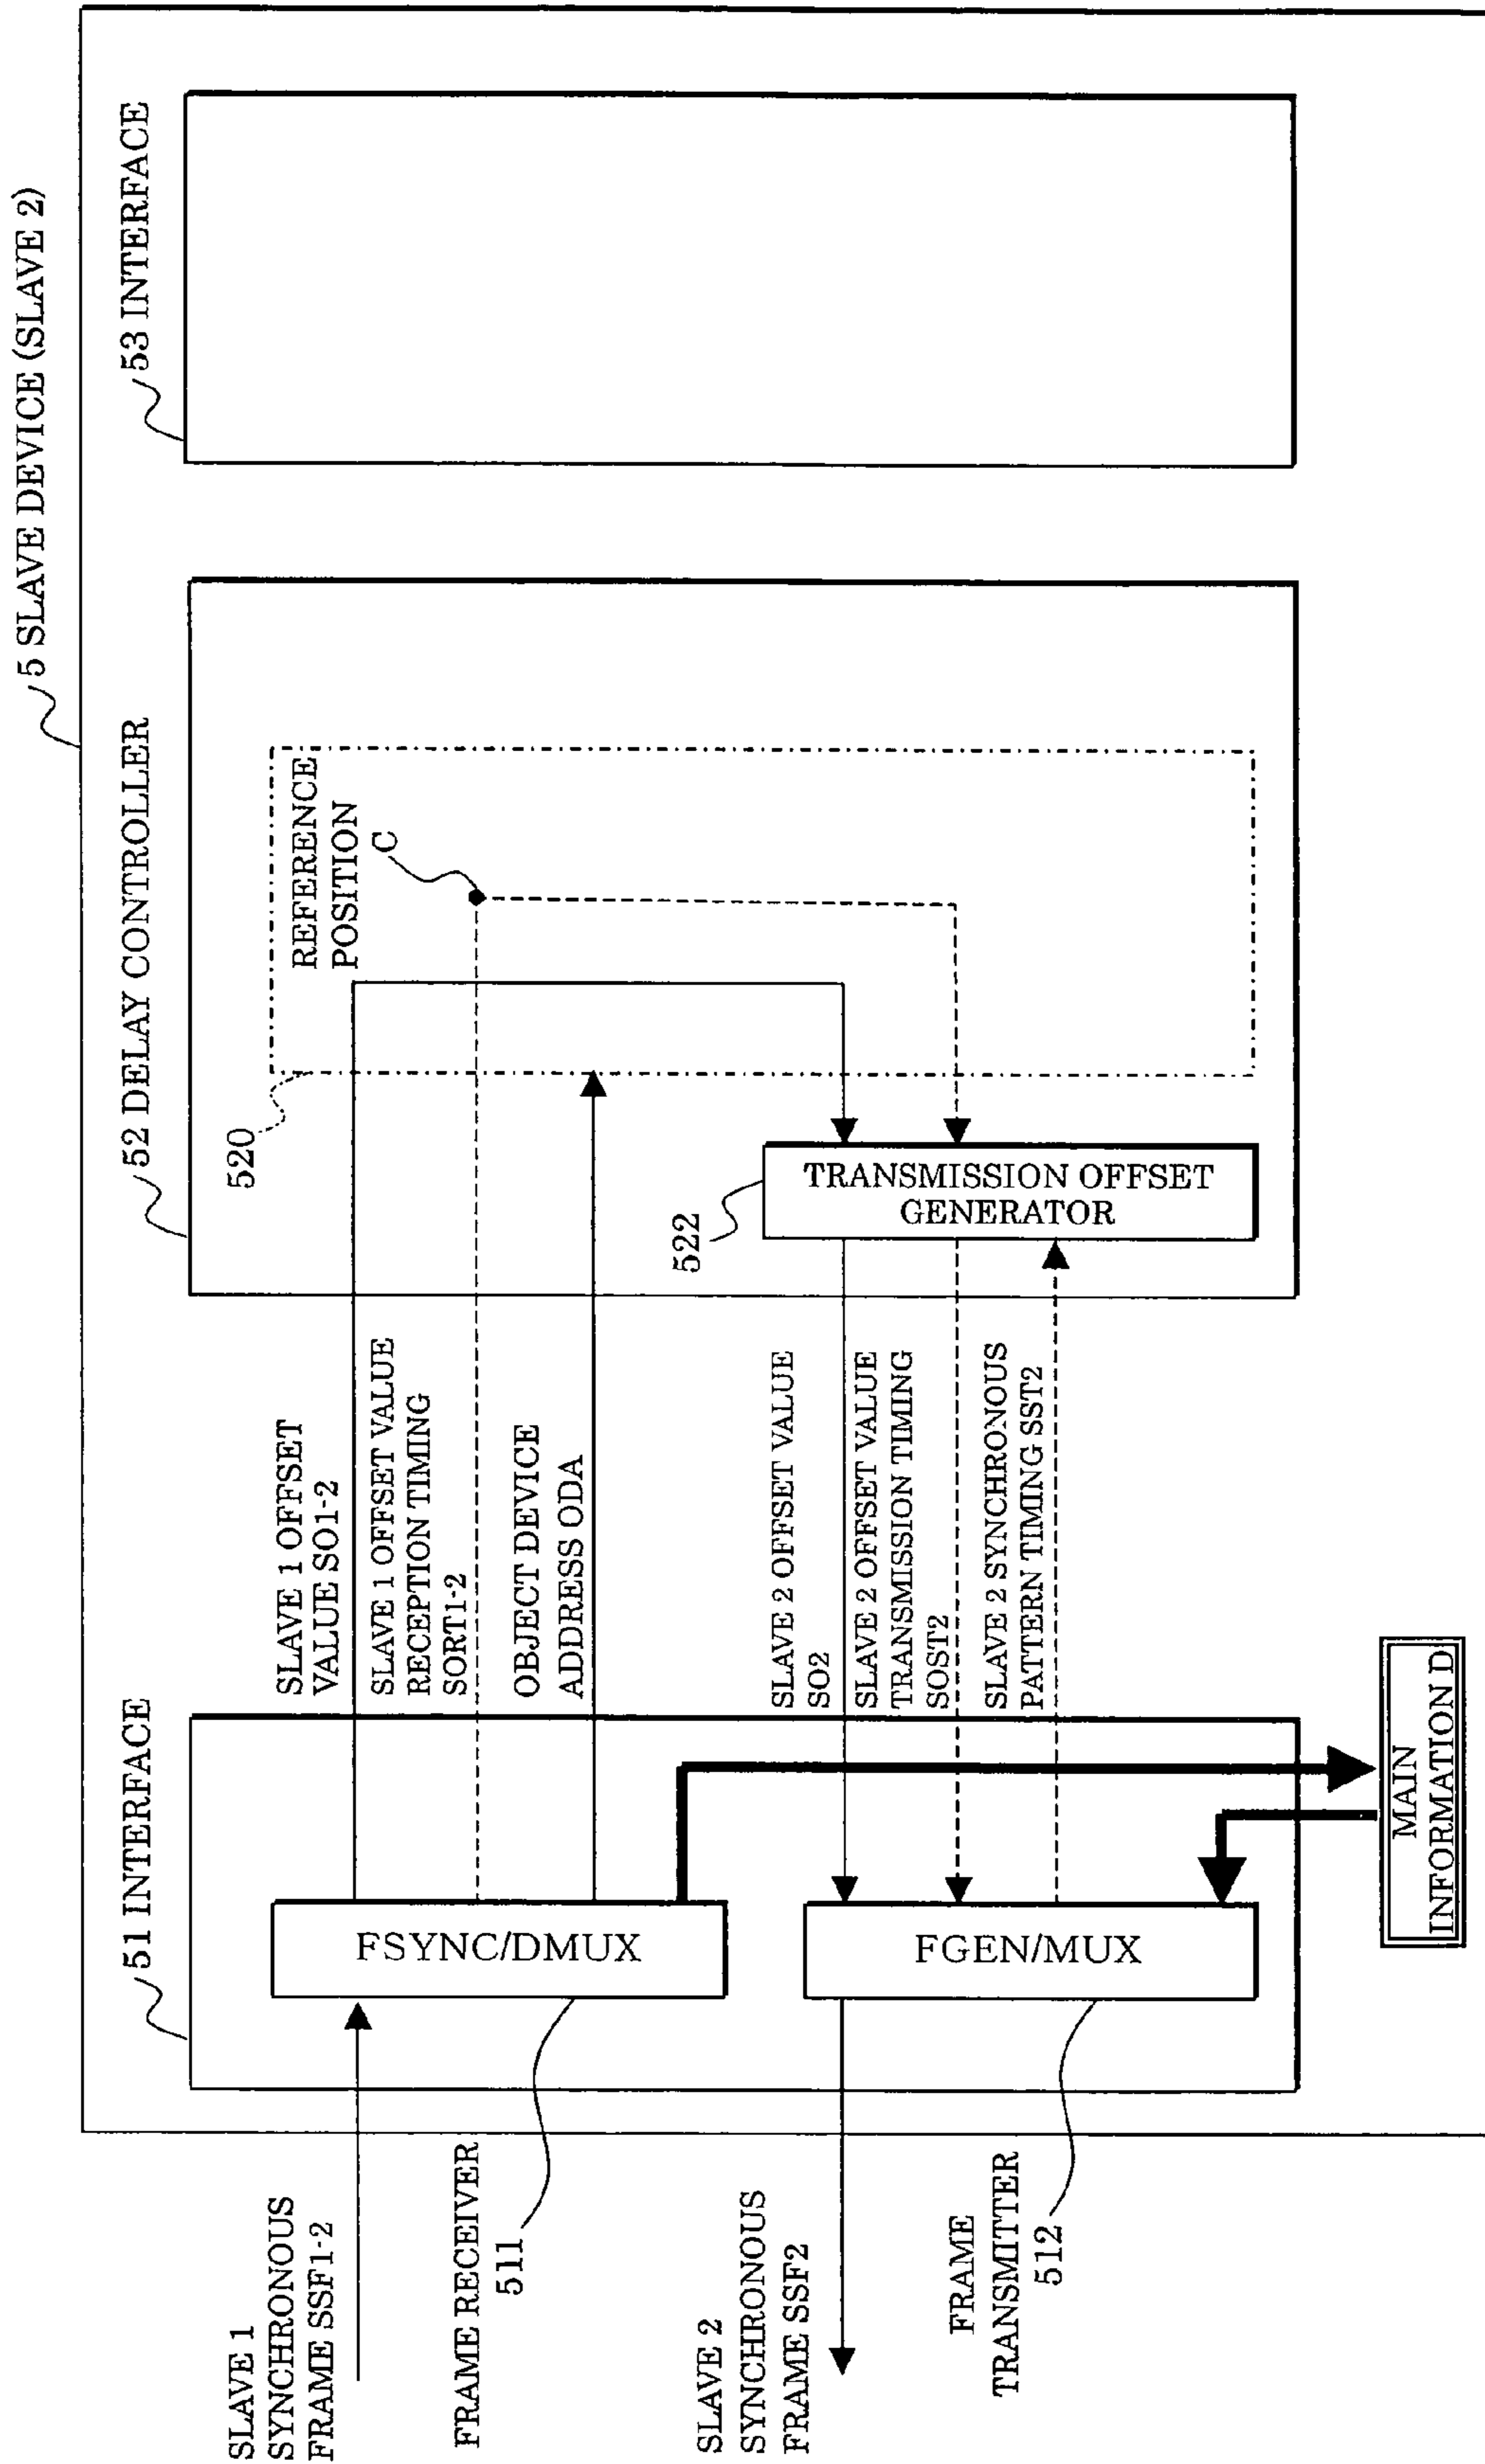 5 SLAVE DEVICE (SLAVE 2)
51 INTERFACE
52 DELAY CONTROLLER
53 INTERFACE
SLAVE 1
SYNCHRONOUS
FRAME SSF1-2
FRAME RECEIVER
511
SLAVE 2
SYNCHRONOUS
FRAME SSF2
FRAME
TRANSMITTER
512
FSYNC/DMUX
FGEN/MUX
MAIN
INFORMATION D
SLAVE 1 OFFSET
VALUE SO1-2
SLAVE 1 OFFSET VALUE
RECEPTION TIMING
SORT1-2
OBJECT DEVICE
ADDRESS ODA
SLAVE 2 OFFSET VALUE
SO2
SLAVE 2 OFFSET VALUE
TRANSMISSION TIMING
SOST2
SLAVE 2 SYNCHRONOUS
PATTERN TIMING SST2
520
522
TRANSMISSION OFFSET
GENERATOR
REFERENCE
POSITION
C